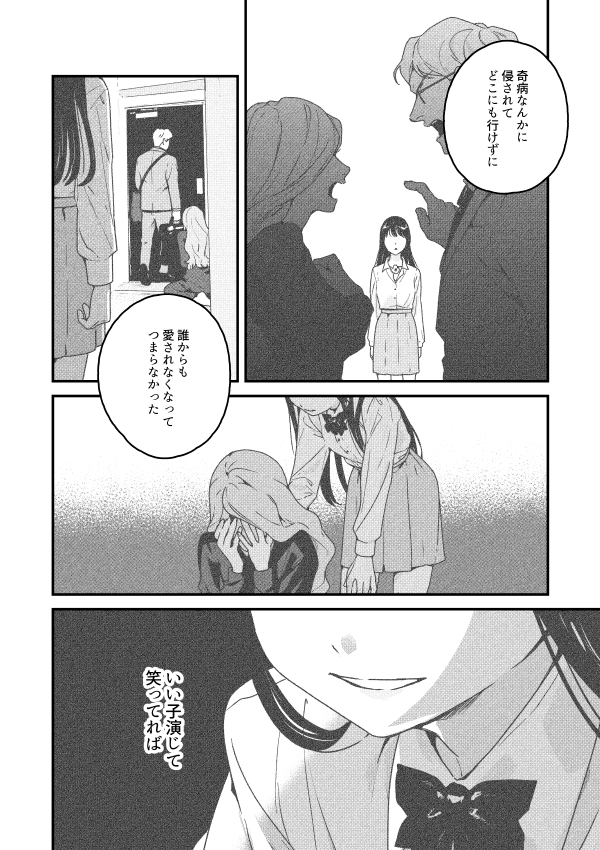 奇病なんかに
侵されて
どこにも行けずに
誰からも
愛されなくなって
つまらなかった
いい子演じて
笑ってれば